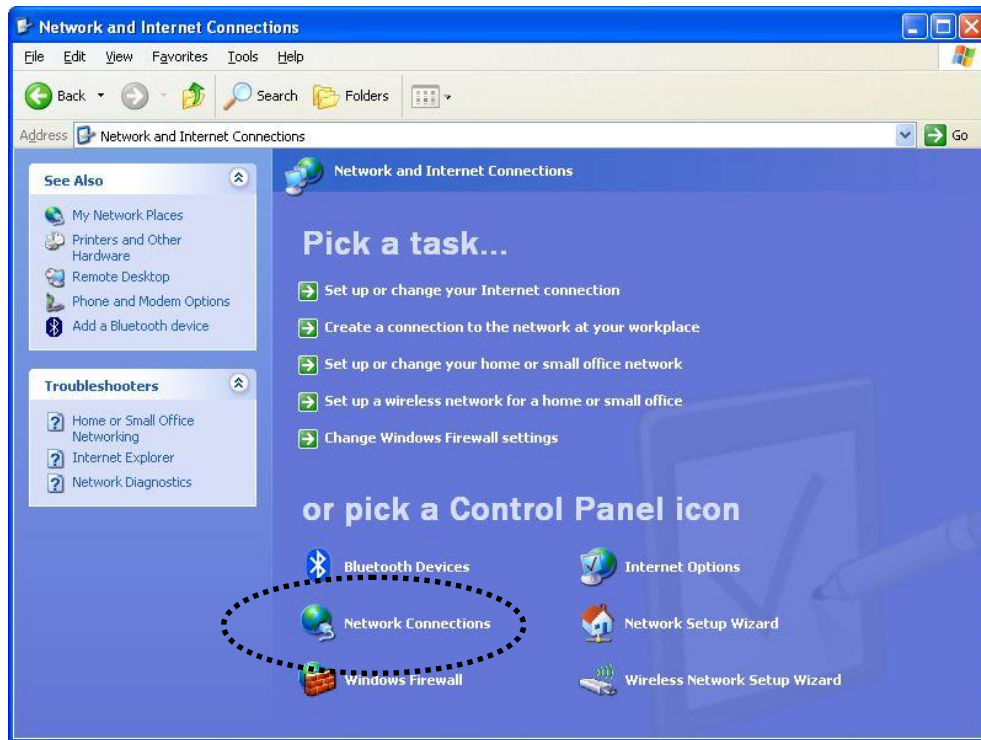 Network and Internet Connections
File Edit View Favorites Tools Help
Back Search Folders
Address Network and Internet Connections Go
See Also
My Network Places
Printers and Other
Hardware
Remote Desktop
Phone and Modem Options
Add a Bluetooth device
Troubleshooters
Home or Small Office
Networking
Internet Explorer
Network Diagnostics
Network and Internet Connections
Pick a task...
Set up or change your Internet connection
Create a connection to the network at your workplace
Set up or change your home or small office network
Set up a wireless network for a home or small office
Change Windows Firewall settings
or pick a Control Panel icon
Bluetooth Devices Internet Options
Network Connections Network Setup Wizard
Windows Firewall Wireless Network Setup Wizard